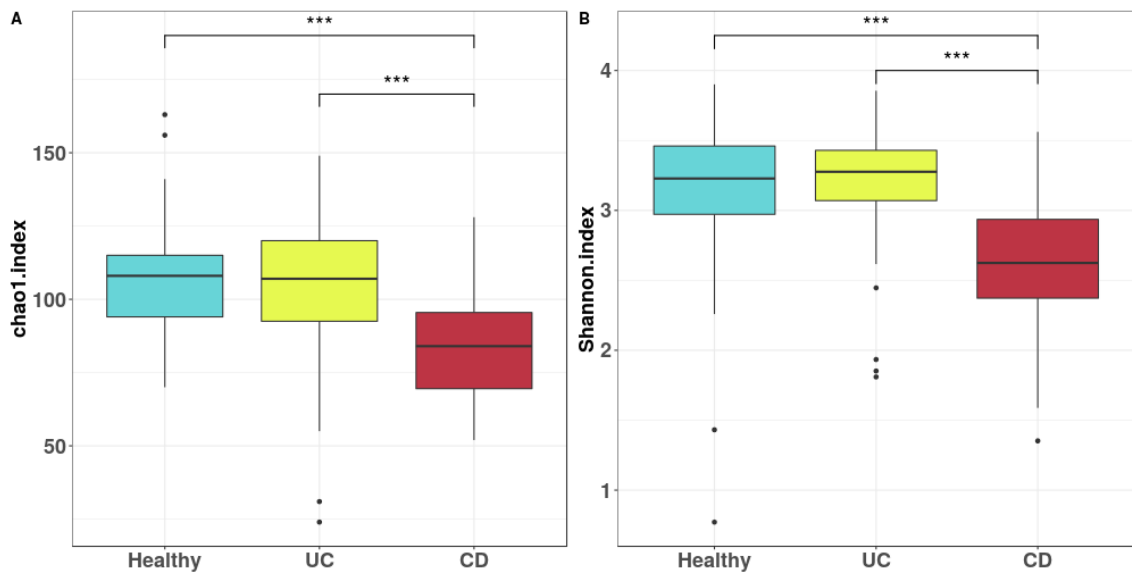 A
***
***
150
100
50
chao1.index
Healthy UC CD
B
***
***
4
3
2
1
Shannon.index
Healthy UC CD